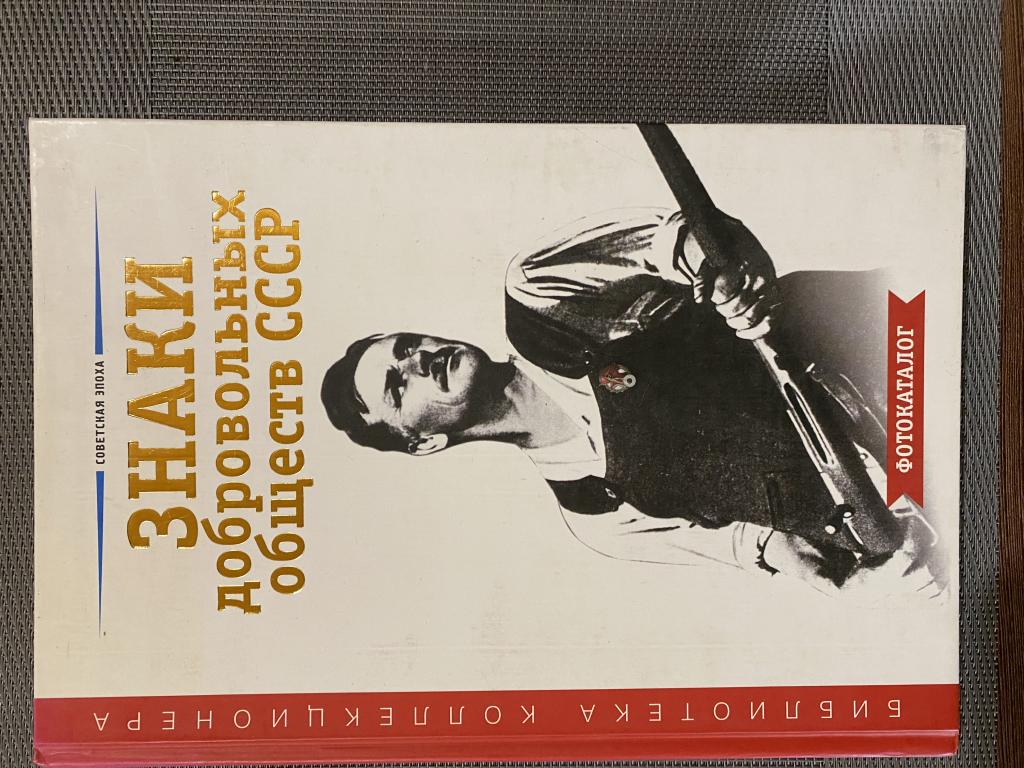 СОВЕТСКАЯ ЭПОХА
ЗНАКИ
добровольных
обществ СССР
ФОТОКАТАЛОГ
БИБЛИОТЕКА КОЛЛЕКЦИОНЕРА